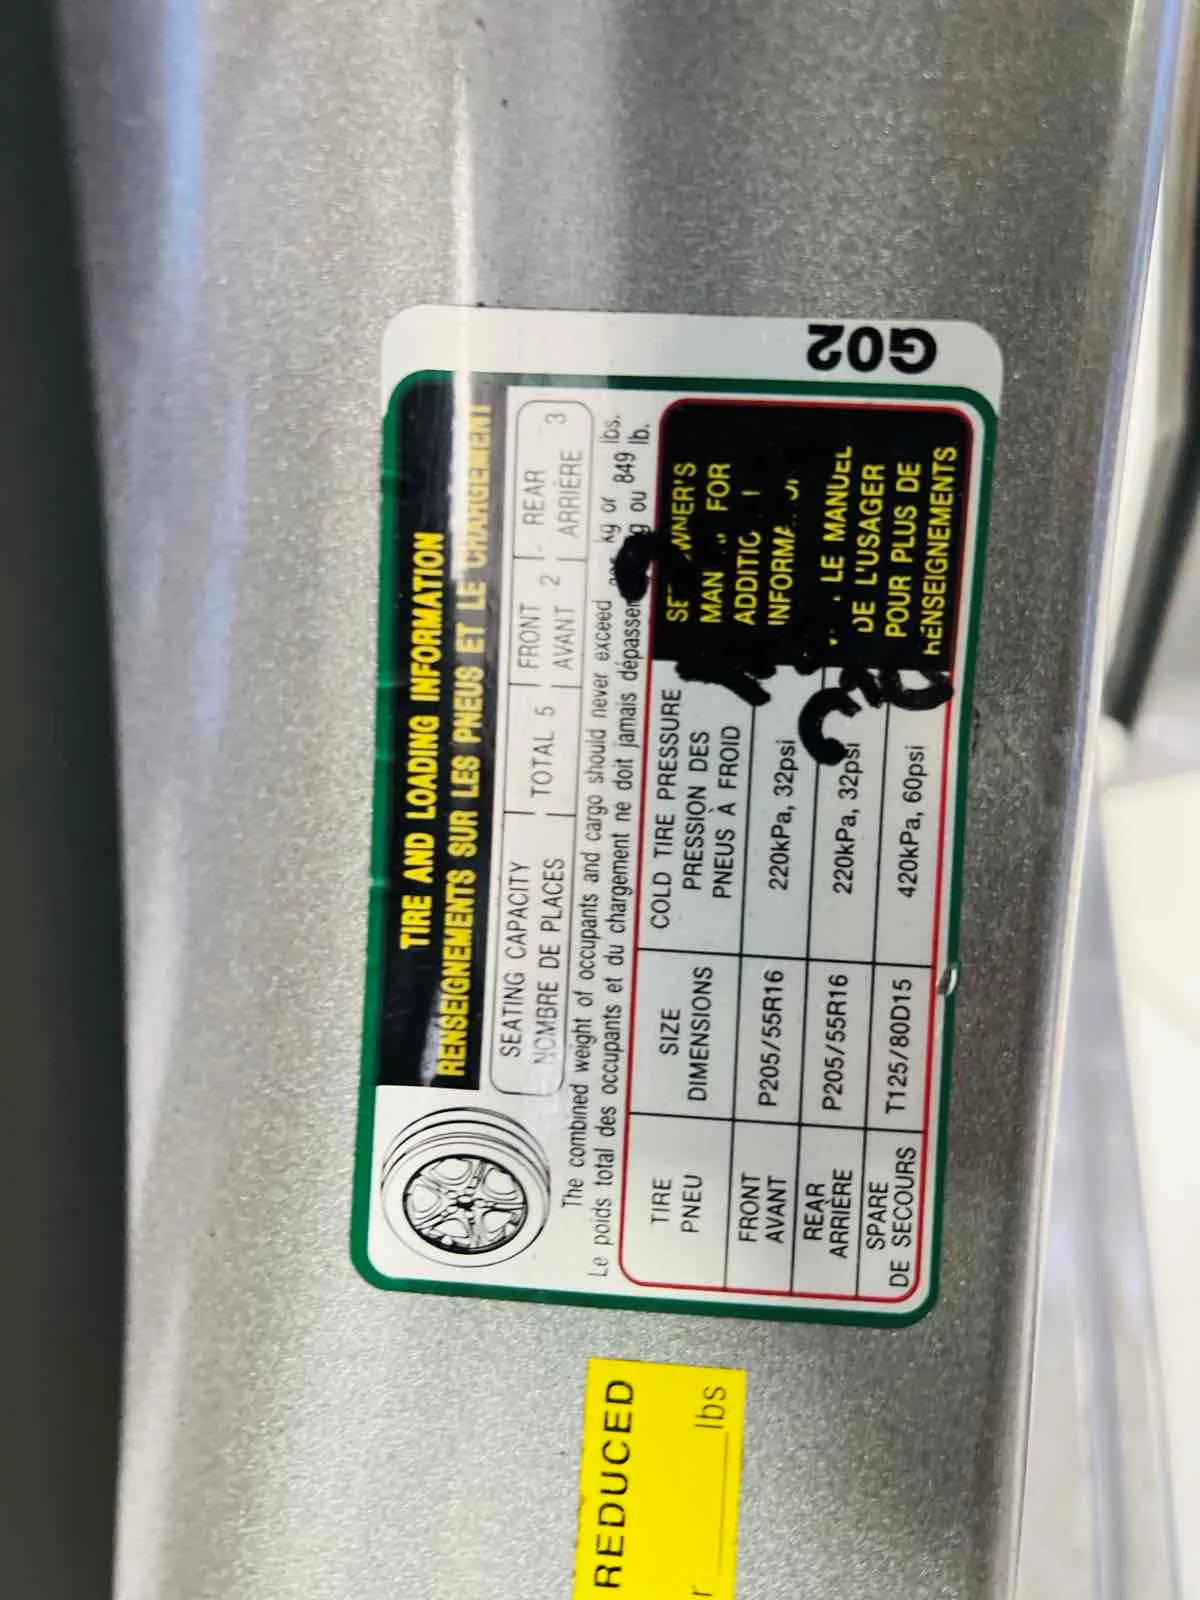 TIRE AND LOADING INFORMATION
RENSEIGNEMENTS SUR LES PNEUS ET LE CHARGEMENT
SEATING CAPACITY
NOMBRE DE PLACES
TOTAL 5
FRONT
AVANT 2
REAR
ARRIÈRE 3
The combined weight of occupants and cargo should never exceed kg or lbs.
Le poids total des occupants et du chargement ne doit jamais dépasser ou 849 lb.
TIRE
PNEU
SIZE
DIMENSIONS
COLD TIRE PRESSURE
PRESSION DES
PNEUS À FROID
FRONT
AVANT
P205/55R16
220kPa, 32psi
REAR
ARRIÈRE
P205/55R16
220kPa, 32psi
SPARE
DE SECOURS
T125/80D15
420kPa, 60psi
FOR
LE MANUEL
DE L'USAGER
POUR PLUS DE
RENSEIGNEMENTS
G02
REDUCED
lbs